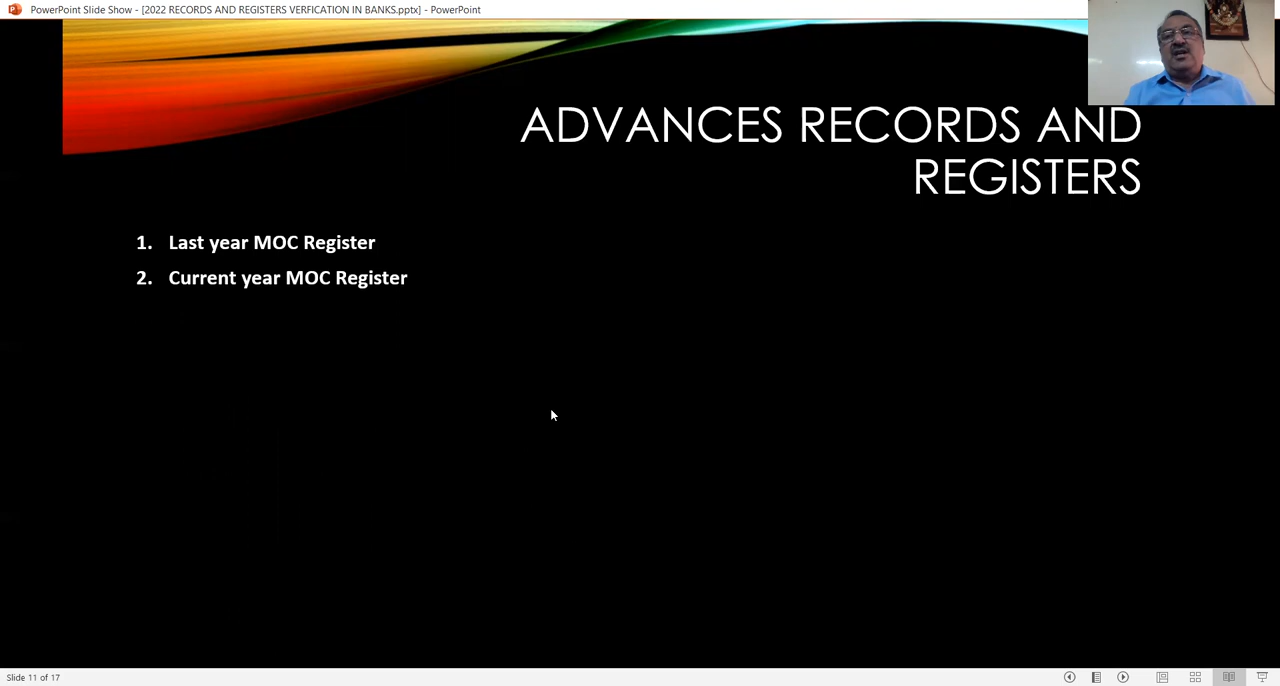 PowerPoint Slide Show - [2022 RECORDS AND REGISTERS VERFICATION IN BANKS.pptx] - PowerPoint
ADVANCES RECORDS AND
REGISTERS
1. Last year MOC Register
2. Current year MOC Register
Slide 11 of 17